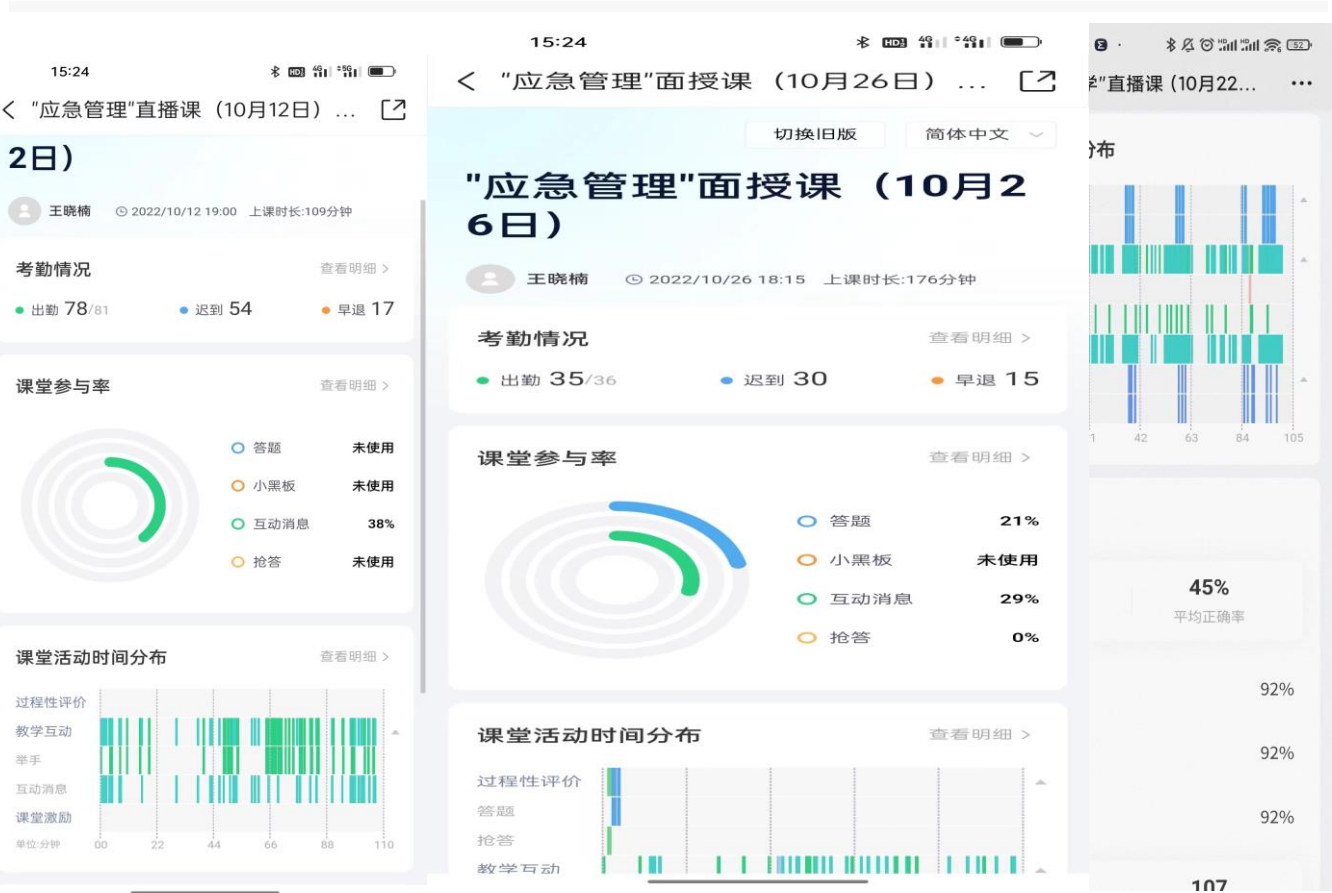 15:24
"应急管理"直播课（10月12日）...
2日）
王晓楠 2022/10/12 19:00 上课时长:109分钟
考勤情况 查看明细 >
出勤 78/81 迟到 54 早退 17
课堂参与率 查看明细 >
答题 未使用
小黑板 未使用
互动消息 38%
抢答 未使用
课堂活动时间分布 查看明细 >
过程性评价
教学互动
举手
互动消息
课堂激励
单位:分钟 00 22 44 66 88 110
15:24
"应急管理"面授课（10月26日）...
切换旧版 简体中文
"应急管理"面授课（10月2
6日）
王晓楠 2022/10/26 18:15 上课时长:176分钟
考勤情况 查看明细 >
出勤 35/36 迟到 30 早退 15
课堂参与率 查看明细 >
答题 21%
小黑板 未使用
互动消息 29%
抢答 0%
课堂活动时间分布 查看明细 >
过程性评价
答题
抢答
教学互动
52
"直播课 (10月22... ...
布
42 63 84 105
45%
平均正确率
92%
92%
92%
107